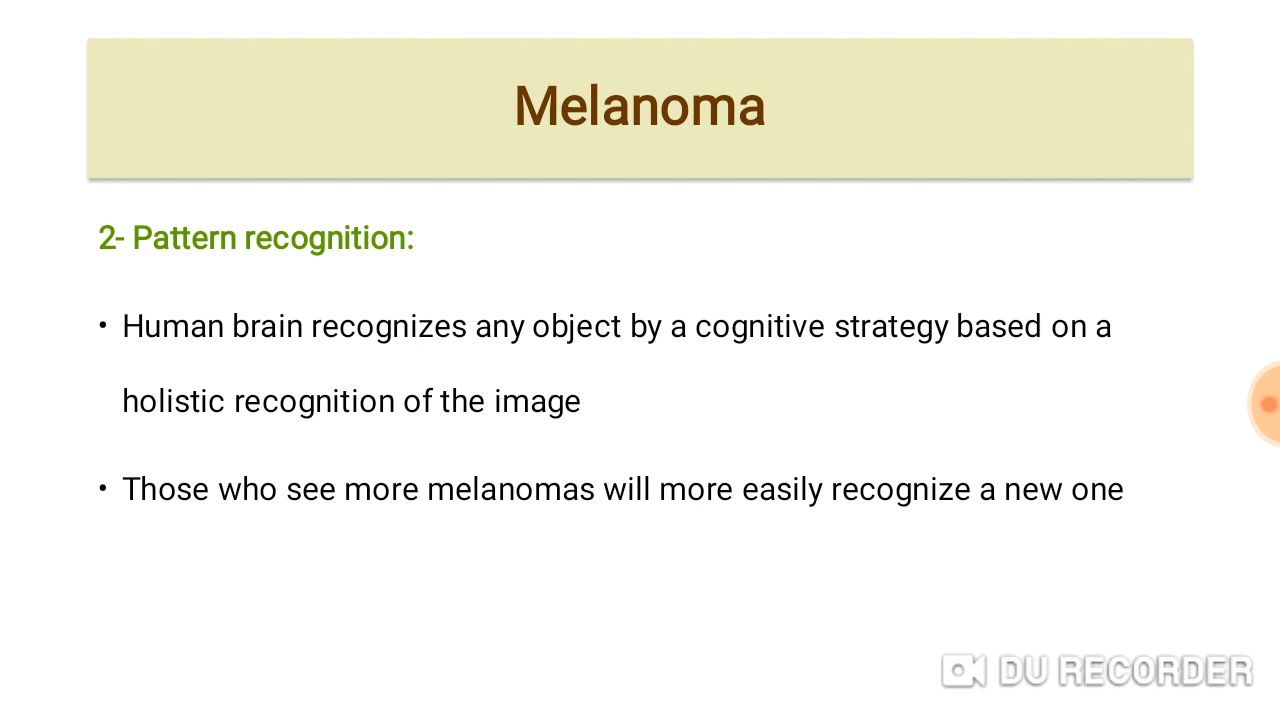 Melanoma
2- Pattern recognition:
• Human brain recognizes any object by a cognitive strategy based on a
holistic recognition of the image
• Those who see more melanomas will more easily recognize a new one
DU RECORDER